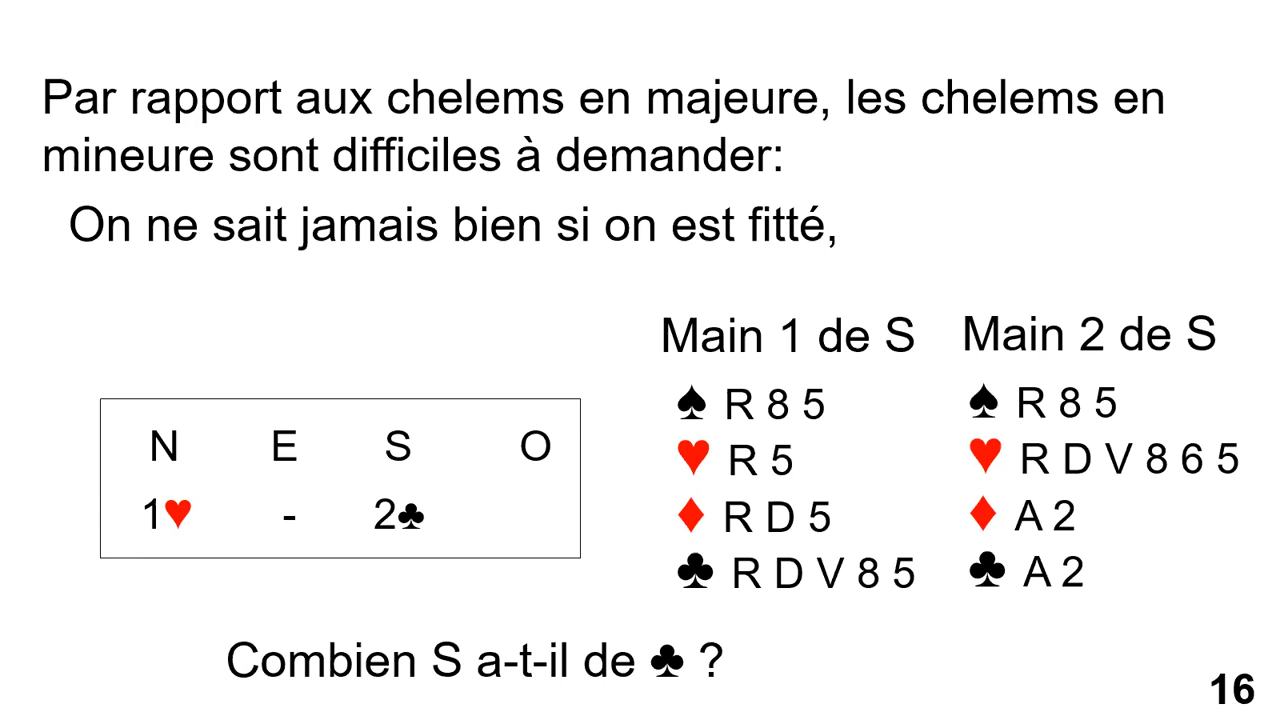 Par rapport aux chelems en majeure, les chelems en
mineure sont difficiles à demander:
On ne sait jamais bien si on est fitté,
Main 1 de S
♠ R 8 5
♥ R 5
♦ R D 5
♣ R D V 8 5
Main 2 de S
♠ R 8 5
♥ R D V 8 6 5
♦ A 2
♣ A 2
N E S O
1♥ - 2♣
Combien S a-t-il de ♣ ?
16